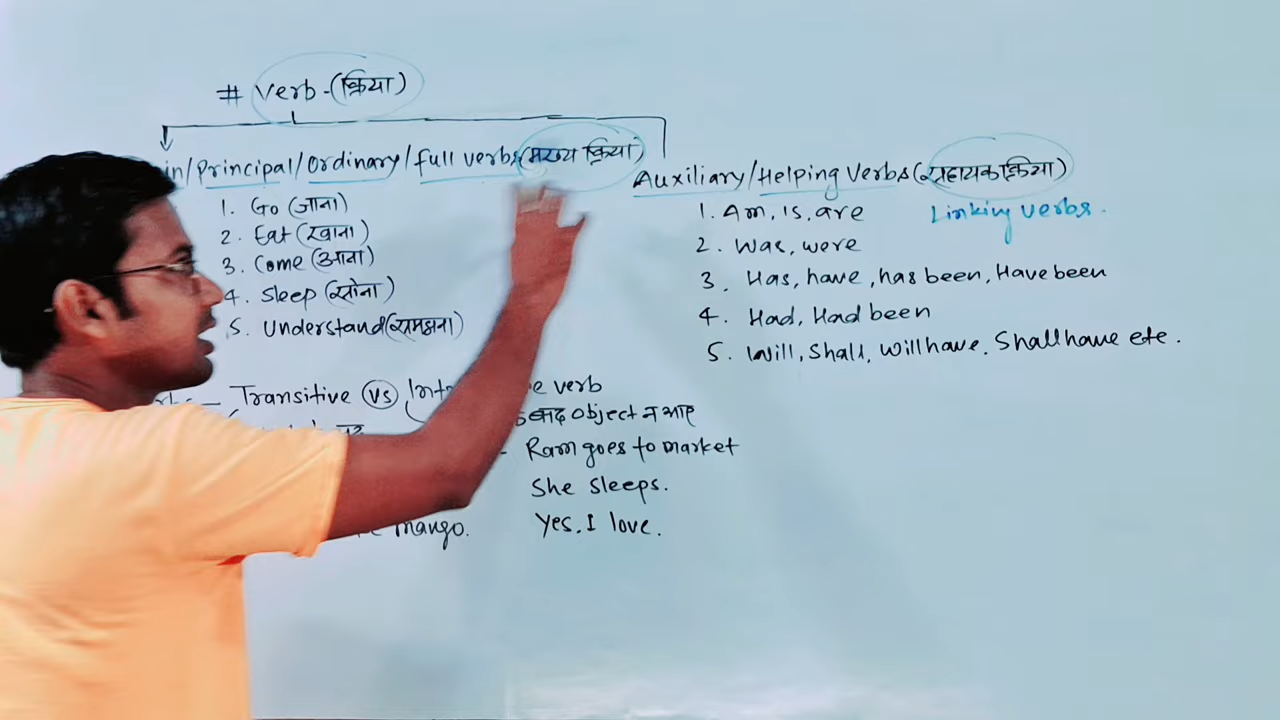 # Verb-(क्रिया)
/Principal/Ordinary/full verbs(मुख्य क्रिया)
1. Go (जाना)
2. Eat (खाना)
3. Come (आना)
4. Sleep (सोना)
5. Understand(समझना)
Auxiliary/Helping Verbs(सहायक क्रिया)
1. Am, is, are
Linking verbs.
2. Was, were
3. Has, have, has been, Have been
4. Had, Had been
5. Will, Shall, Will have, Shall have etc.
Transitive VS verb
बाद object न आए
- Ram goes to market
She sleeps.
Yes. I love.
mango.